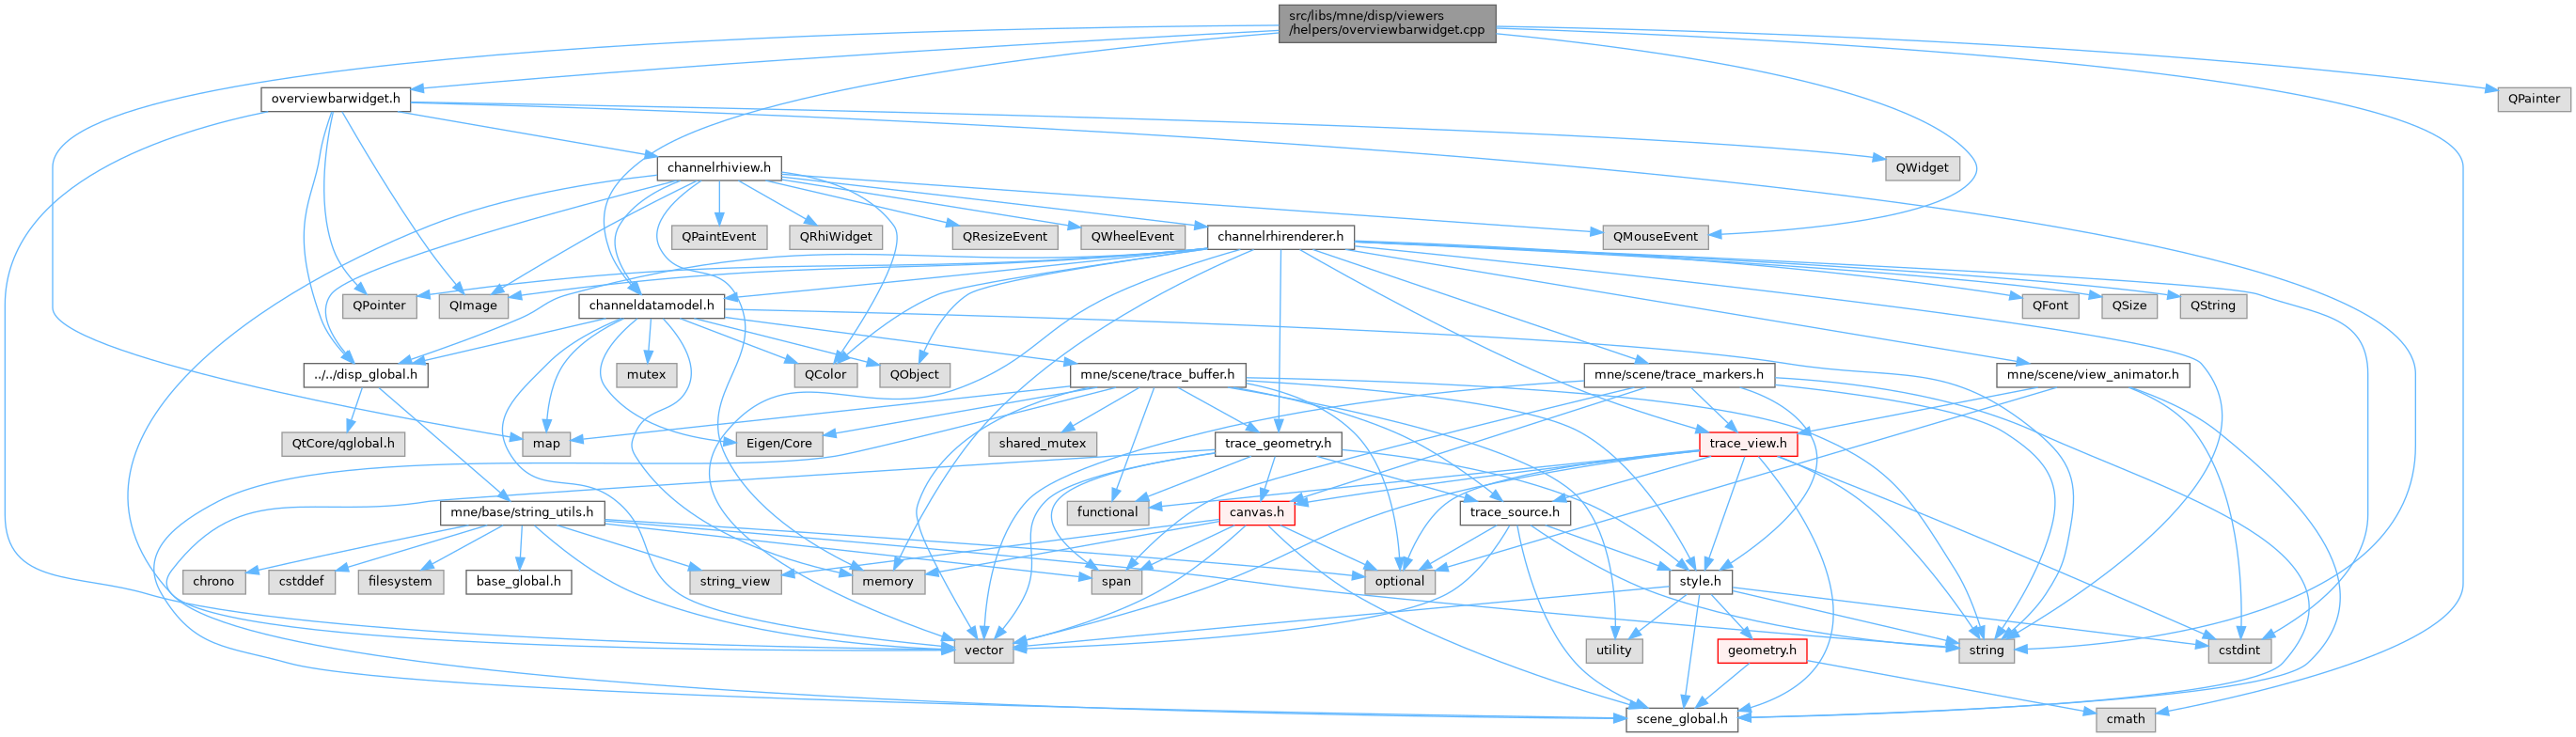 src/libs/mne/disp/viewers
/helpers/overviewbarwidget.cpp
overviewbarwidget.h
QPainter
channelrhiview.h
QWidget
QPaintEvent
QRhiWidget
QResizeEvent
QWheelEvent
channelrhirenderer.h
QMouseEvent
QPointer
QImage
channeldatamodel.h
QFont
QSize
QString
../../disp_global.h
mutex
QColor
QObject
mne/scene/trace_buffer.h
mne/scene/trace_markers.h
mne/scene/view_animator.h
QtCore/qglobal.h
map
Eigen/Core
shared_mutex
trace_geometry.h
trace_view.h
mne/base/string_utils.h
functional
canvas.h
trace_source.h
chrono
cstddef
filesystem
base_global.h
string_view
memory
span
optional
style.h
vector
utility
geometry.h
string
cstdint
scene_global.h
cmath